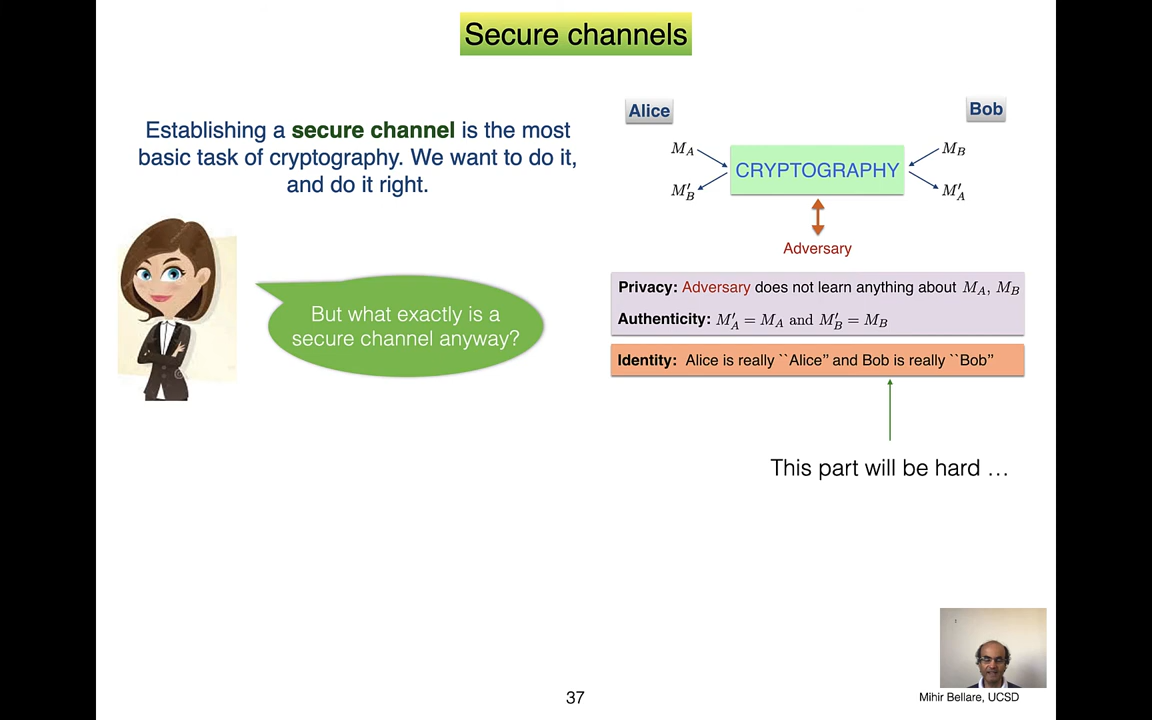 Secure channels
Establishing a secure channel is the most
basic task of cryptography. We want to do it,
and do it right.
But what exactly is a
secure channel anyway?
Alice
Bob
M_A
CRYPTOGRAPHY
M_B
M'_B
M'_A
Adversary
Privacy: Adversary does not learn anything about M_A, M_B
Authenticity: M'_A = M_A and M'_B = M_B
Identity: Alice is really ``Alice'' and Bob is really ``Bob''
This part will be hard …
37
Mihir Bellare, UCSD